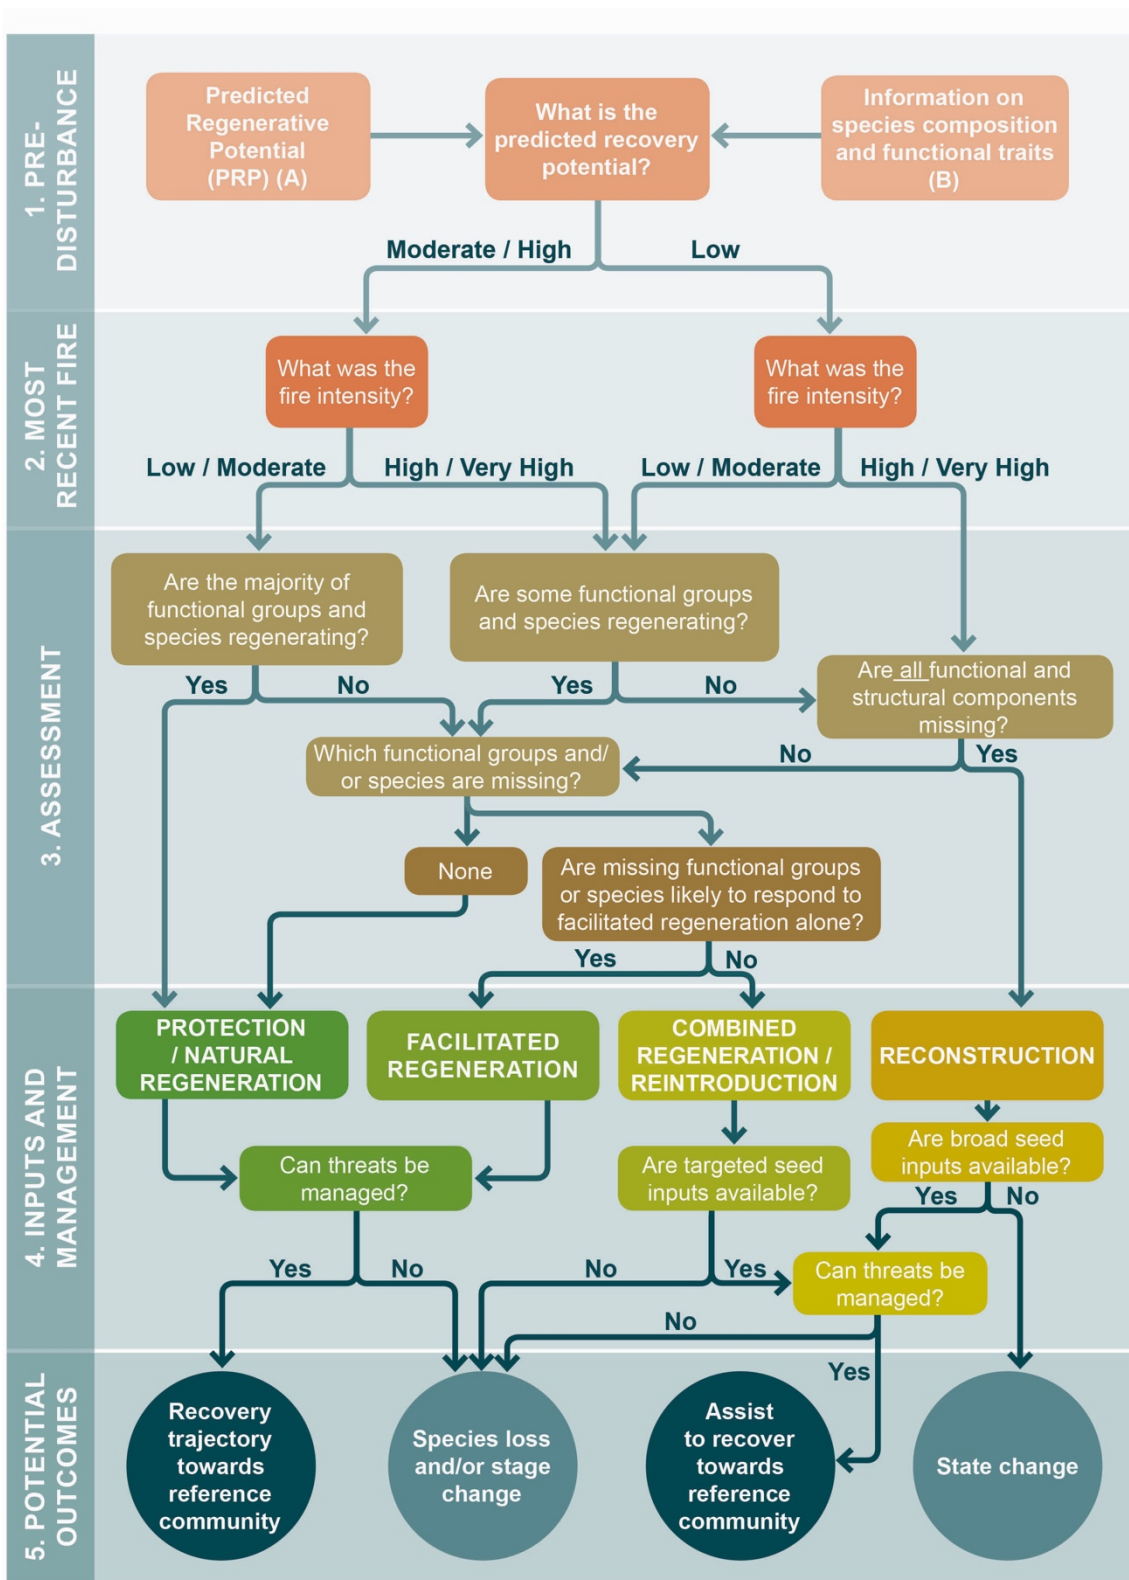 1. PRE-
DISTURBANCE
Predicted
Regenerative
Potential
(PRP) (A)
What is the
predicted recovery
potential?
Information on
species composition
and functional traits
(B)
Moderate / High
Low
2. MOST
RECENT FIRE
What was the
fire intensity?
What was the
fire intensity?
Low / Moderate
High / Very High
Low / Moderate
High / Very High
3. ASSESSMENT
Are the majority of
functional groups and
species regenerating?
Are some functional groups
and species regenerating?
Are all functional and
structural components
missing?
Yes
No
Yes
No
No
Yes
Which functional groups and/
or species are missing?
None
Are missing functional groups
or species likely to respond to
facilitated regeneration alone?
Yes
No
4. INPUTS AND
MANAGEMENT
PROTECTION
/ NATURAL
REGENERATION
FACILITATED
REGENERATION
COMBINED
REGENERATION /
REINTRODUCTION
RECONSTRUCTION
Can threats be
managed?
Are targeted seed
inputs available?
Are broad seed
inputs available?
Yes
No
Yes
No
No
Yes
Can threats be
managed?
No
Yes
5. POTENTIAL
OUTCOMES
Recovery
trajectory
towards
reference
community
Species loss
and/or stage
change
Assist
to recover
towards
reference
community
State change